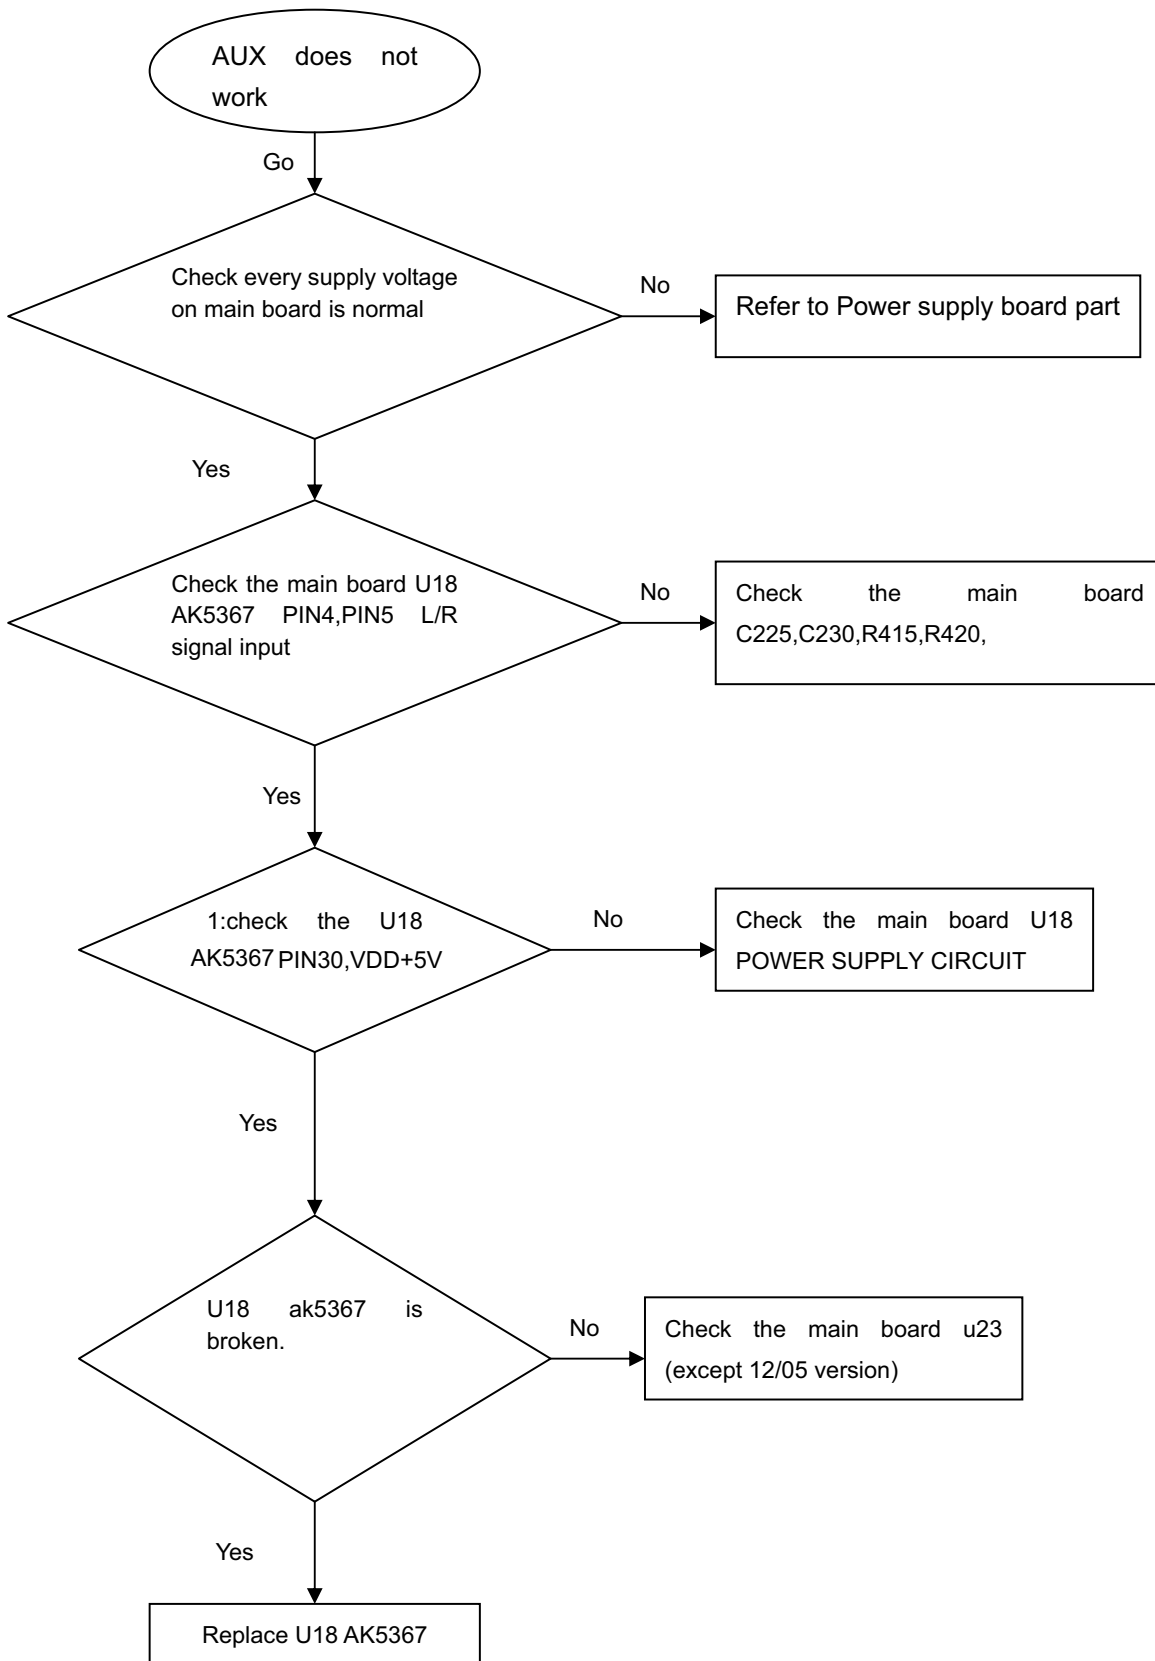 AUX does not
work
Go
Check every supply voltage
on main board is normal
No
Refer to Power supply board part
Yes
Check the main board U18
AK5367 PIN4,PIN5 L/R
signal input
No
Check the main board
C225,C230,R415,R420,
Yes
1:check the U18
AK5367 PIN30,VDD+5V
No
Check the main board U18
POWER SUPPLY CIRCUIT
Yes
U18 ak5367 is
broken.
No
Check the main board u23
(except 12/05 version)
Yes
Replace U18 AK5367